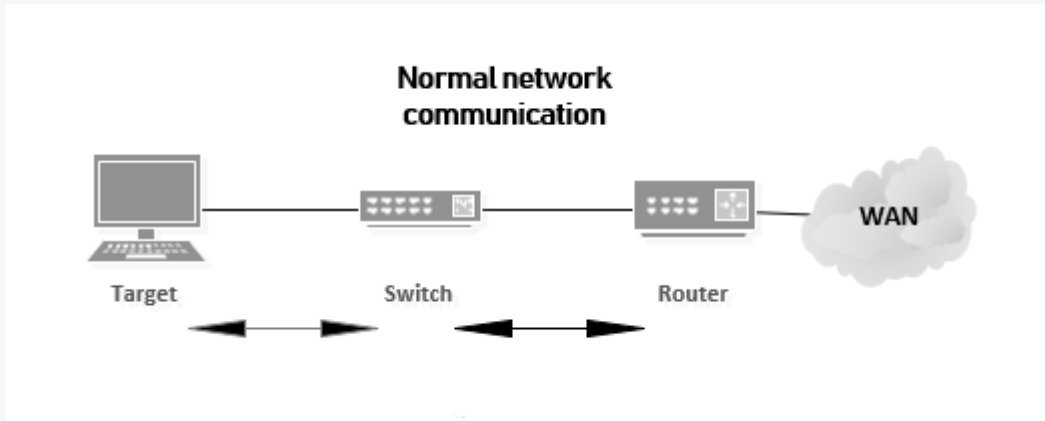 Normal network
communication
WAN
Target
Switch
Router